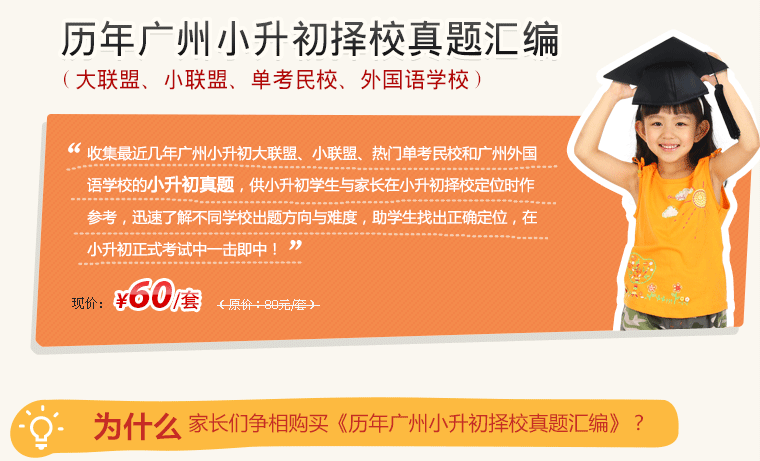 历年广州小升初择校真题汇编
（大联盟、小联盟、单考民校、外国语学校）
“ 收集最近几年广州小升初大联盟、小联盟、热门单考民校和广州外国
语学校的小升初真题，供小升初学生与家长在小升初择校定位时作
参考，迅速了解不同学校出题方向与难度，助学生找出正确定位，在
小升初正式考试中一击即中！ ”
现价：¥60/套 （原价：80元/套）
为什么 家长们争相购买《历年广州小升初择校真题汇编》？